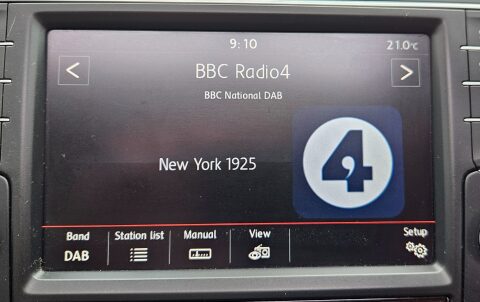 9:10
21.0°C
< BBC Radio4 >
BBC National DAB
New York 1925
4
Band Station list Manual View Setup
DAB